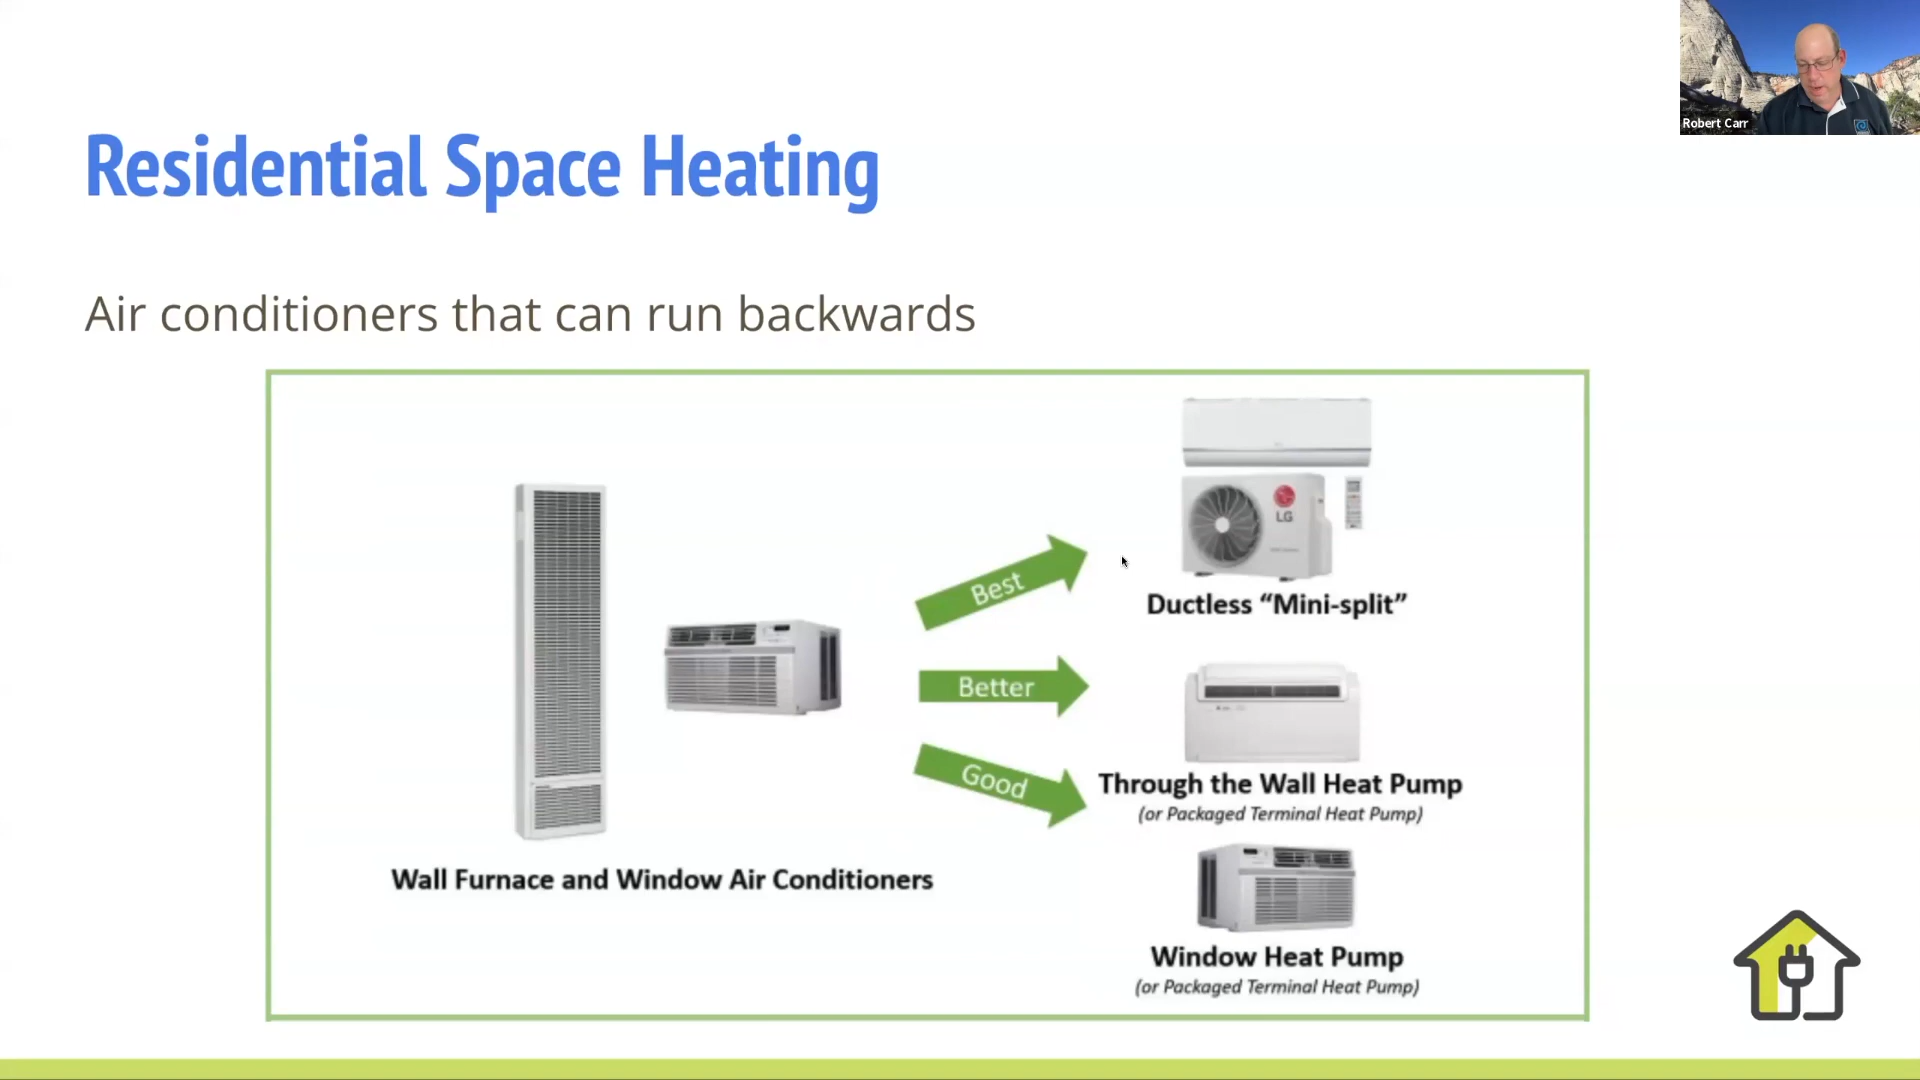 Robert Carr
Residential Space Heating
Air conditioners that can run backwards
LG
Best
Ductless “Mini-split”
Better
Good
Through the Wall Heat Pump
(or Packaged Terminal Heat Pump)
Wall Furnace and Window Air Conditioners
Window Heat Pump
(or Packaged Terminal Heat Pump)